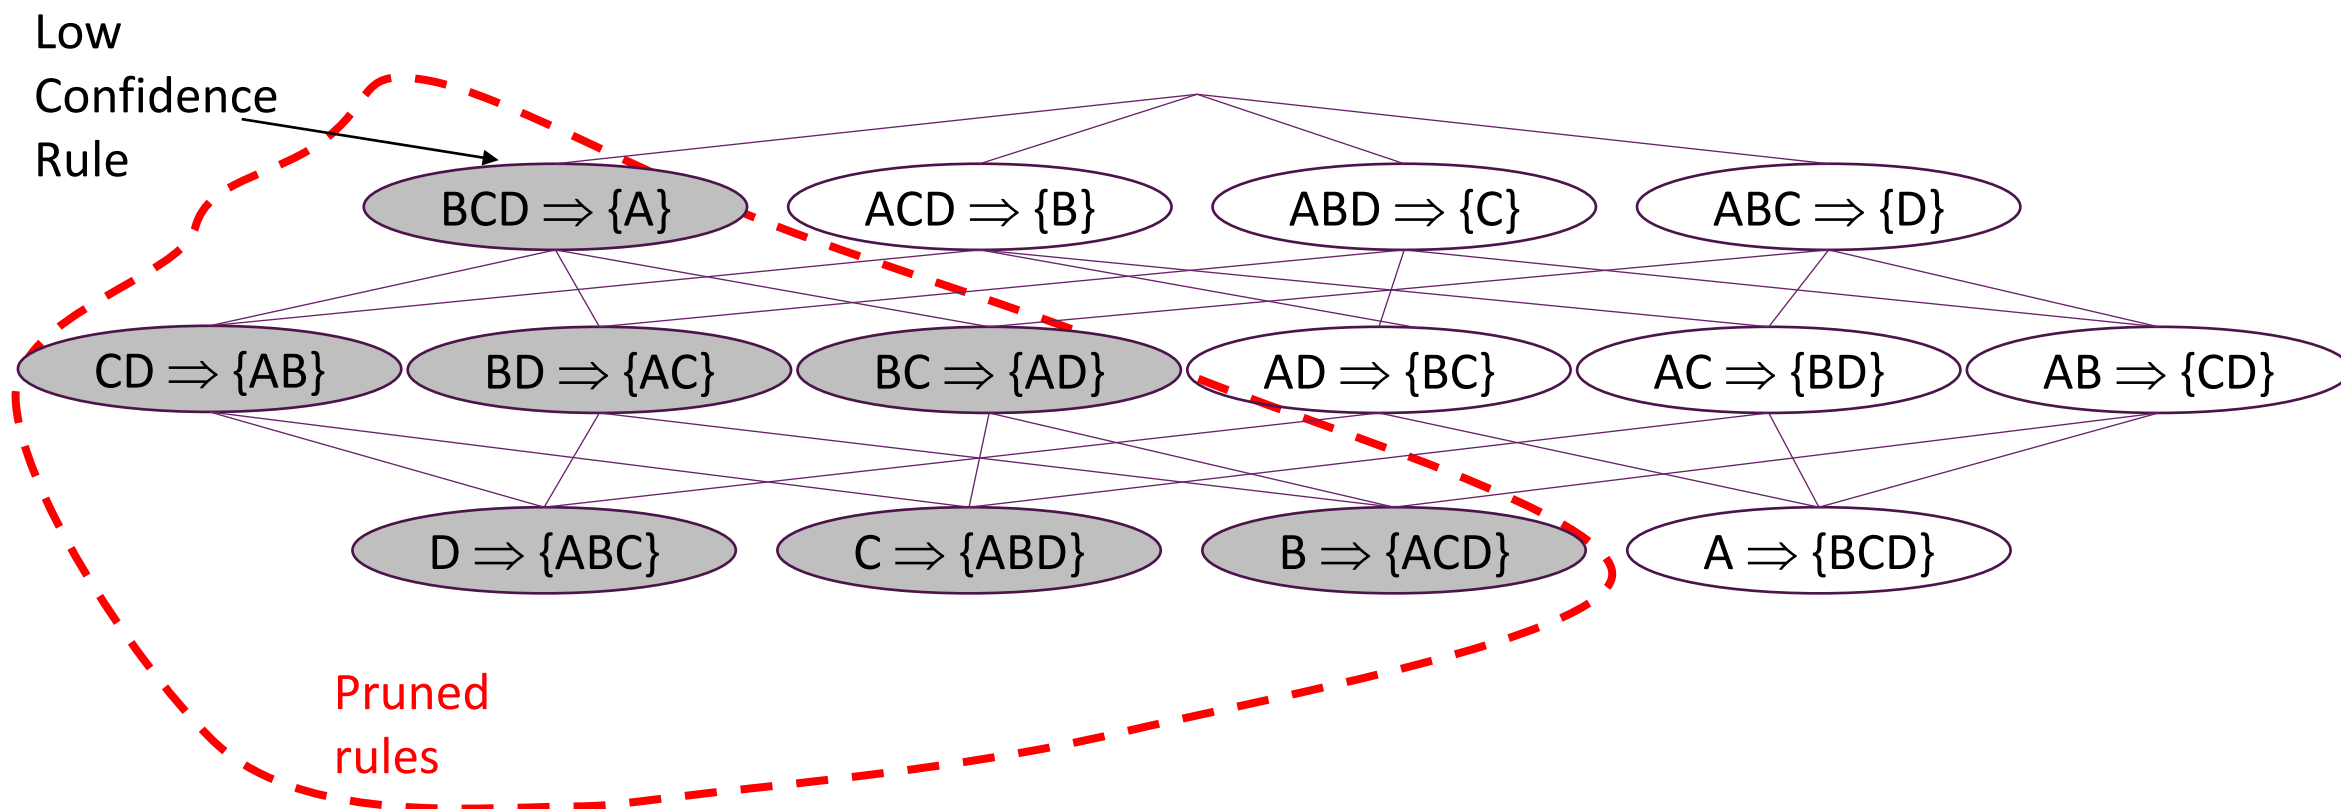 Low
Confidence
Rule
BCD ⇒ {A}
ACD ⇒ {B}
ABD ⇒ {C}
ABC ⇒ {D}
CD ⇒ {AB}
BD ⇒ {AC}
BC ⇒ {AD}
AD ⇒ {BC}
AC ⇒ {BD}
AB ⇒ {CD}
D ⇒ {ABC}
C ⇒ {ABD}
B ⇒ {ACD}
A ⇒ {BCD}
Pruned
rules